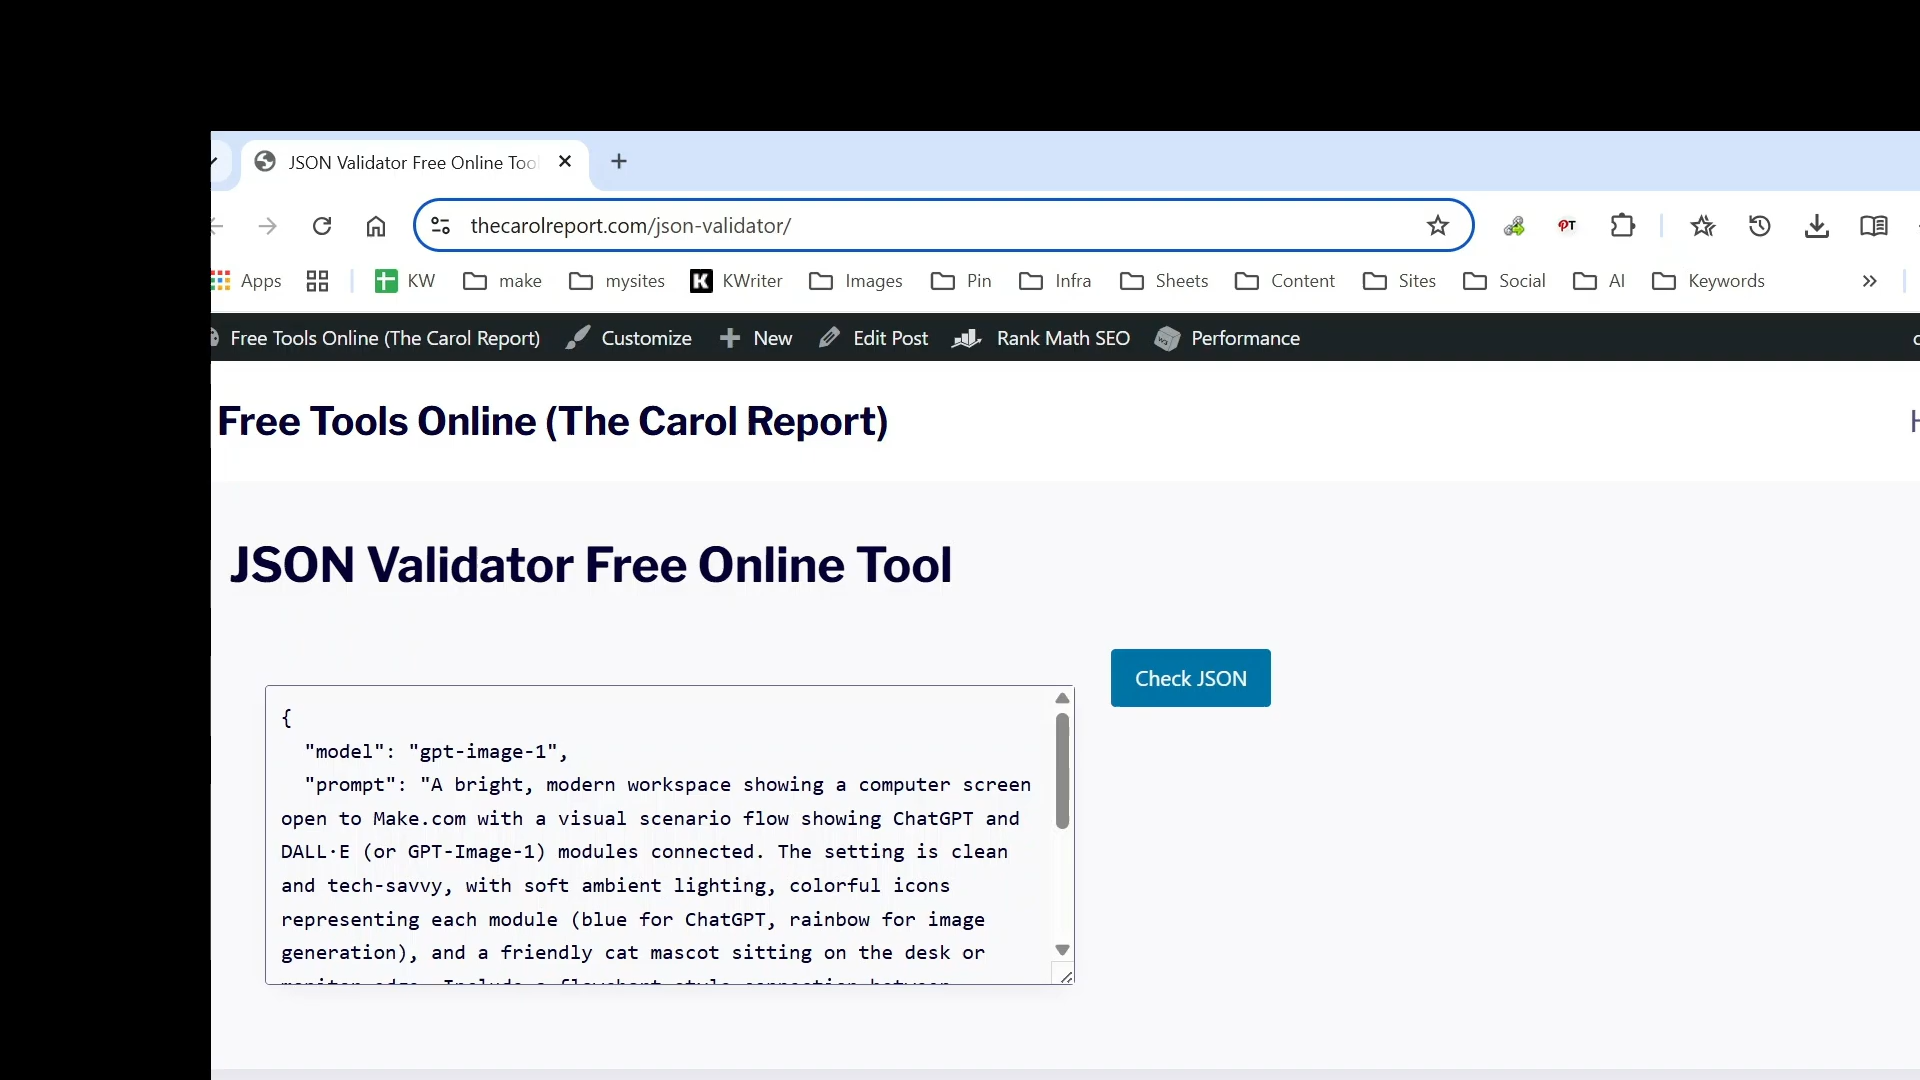 JSON Validator Free Online Too
thecarolreport.com/json-validator/
PT
Apps
KW
make
mysites
K
KWriter
Images
Pin
Infra
Sheets
Content
Sites
Social
AI
Keywords
Free Tools Online (The Carol Report)
Customize
New
Edit Post
Rank Math SEO
Performance
Free Tools Online (The Carol Report)
JSON Validator Free Online Tool
Check JSON
{
"model": "gpt-image-1",
"prompt": "A bright, modern workspace showing a computer screen
open to Make.com with a visual scenario flow showing ChatGPT and
DALL·E (or GPT-Image-1) modules connected. The setting is clean
and tech-savvy, with soft ambient lighting, colorful icons
representing each module (blue for ChatGPT, rainbow for image
generation), and a friendly cat mascot sitting on the desk or